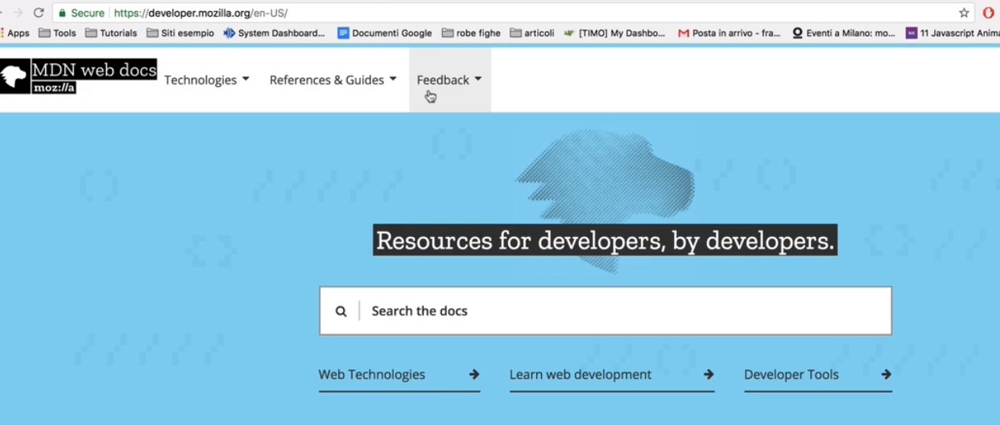 Secure https://developer.mozilla.org/en-US/
Apps Tools Tutorials Siti esempio System Dashboard... Documenti Google robe fighe articoli [TIMO] My Dashbo... Posta in arrivo - fra... Eventi a Milano: mo... 11 Javascript Anima
MDN web docs
moz://a
Technologies References & Guides Feedback
Resources for developers, by developers.
Search the docs
Web Technologies Learn web development Developer Tools